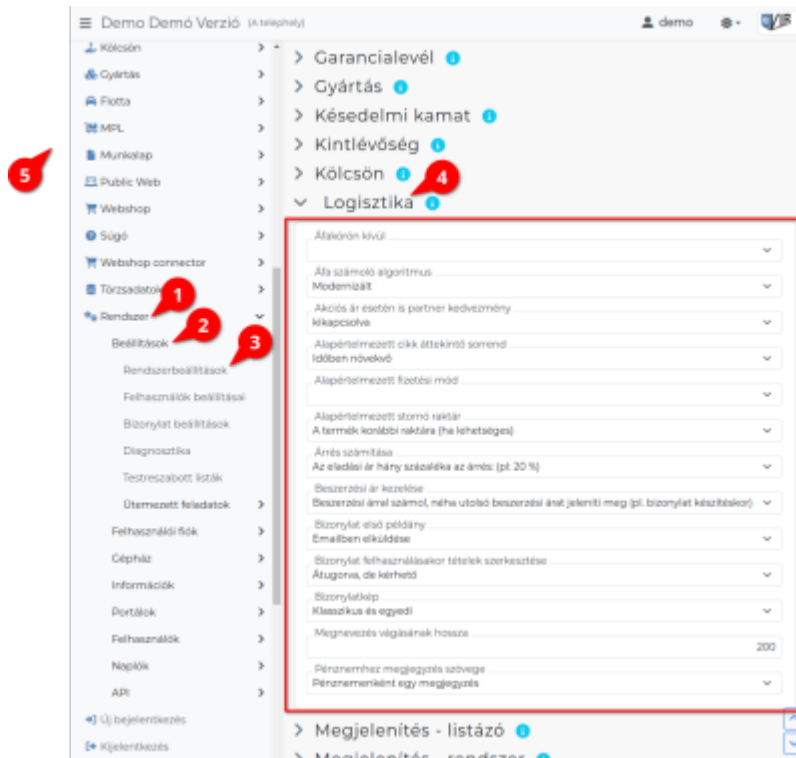 Demo Demó Verzió (A telephely)
demo
VIR
Kölcsön
Gyártás
Flotta
MPL
Munkalap
5
Public Web
Webshop
Súgó
Webshop connector
Törzsadatok
1
Rendszer
2
Beállítások
3
Rendszerbeállítások
Felhasználók beállításai
Bizonylat beállítások
Diagnosztika
Testreszabott listák
Ütemezett feladatok
Felhasználói fiók
Gépház
Információk
Portálok
Felhasználók
Naplók
API
Új bejelentkezés
Kijelentkezés
Garancialevél
Gyártás
Késedelmi kamat
Kintlévőség
Kölcsön
4
Logisztika
Áfakörön kívül
Áfa számoló algoritmus
Modernizált
Akciós ár esetén is partner kedvezmény
kikapcsolva
Alapértelmezett cikk áttekintő sorrend
Időben növekvő
Alapértelmezett fizetési mód
Alapértelmezett stornó raktár
A termék korábbi raktára (ha lehetséges)
Árrés számítása
Az eladási ár hány százaléka az árrés: (pl: 20 %)
Beszerzési ár kezelése
Beszerzési árral számol, néha utolsó beszerzési árat jeleníti meg (pl. bizonylat készítéskor)
Bizonylat első példány
Emailben elküldése
Bizonylat felhasználásakor tételek szerkesztése
Átugorva, de kérhető
Bizonylatkép
Klasszikus és egyedi
Megnevezés vágásának hossza
200
Pénznemhez megjegyzés szövege
Pénznemenként egy megjegyzés
Megjelenítés - listázó
Megjelenítés - rendszer